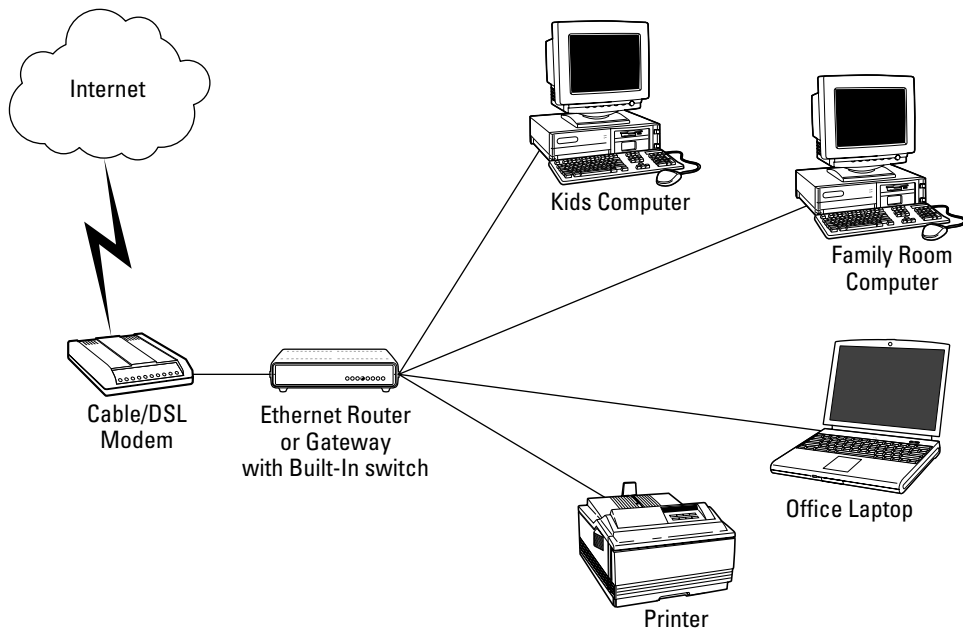 Internet
Kids Computer
Family Room
Computer
Cable/DSL
Modem
Ethernet Router
or Gateway
with Built-In switch
Office Laptop
Printer